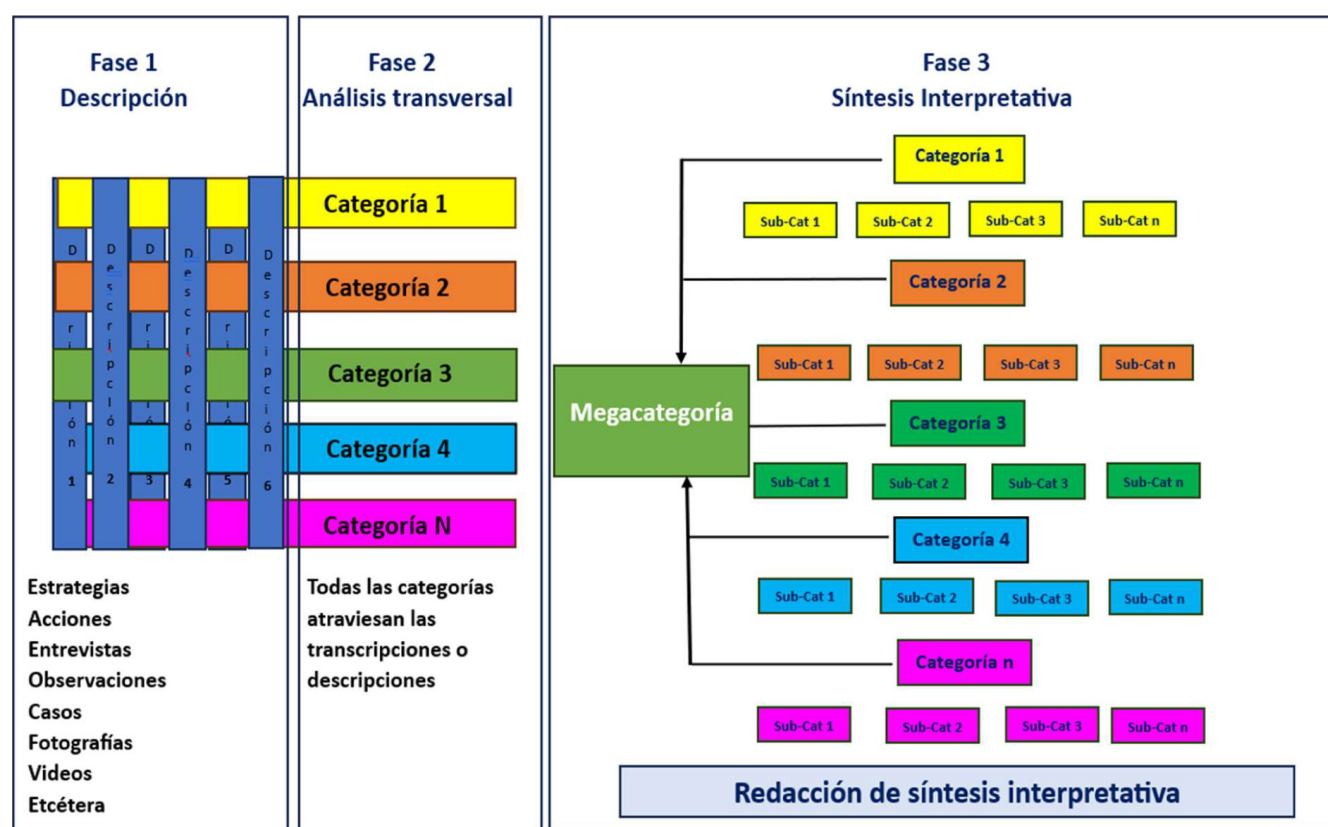 Fase 1
Descripción
Descripción 2
Descripción 4
Descripción 6
1
3
5
Estrategias
Acciones
Entrevistas
Observaciones
Casos
Fotografías
Videos
Etcétera
Fase 2
Análisis transversal
Categoría 1
Categoría 2
Categoría 3
Categoría 4
Categoría N
Todas las categorías
atraviesan las
transcripciones o
descripciones
Fase 3
Síntesis Interpretativa
Categoría 1
Sub-Cat 1 Sub-Cat 2 Sub-Cat 3 Sub-Cat n
Categoría 2
Sub-Cat 1 Sub-Cat 2 Sub-Cat 3 Sub-Cat n
Megacategoría
Categoría 3
Sub-Cat 1 Sub-Cat 2 Sub-Cat 3 Sub-Cat n
Categoría 4
Sub-Cat 1 Sub-Cat 2 Sub-Cat 3 Sub-Cat n
Categoría n
Sub-Cat 1 Sub-Cat 2 Sub-Cat 3 Sub-Cat n
Redacción de síntesis interpretativa